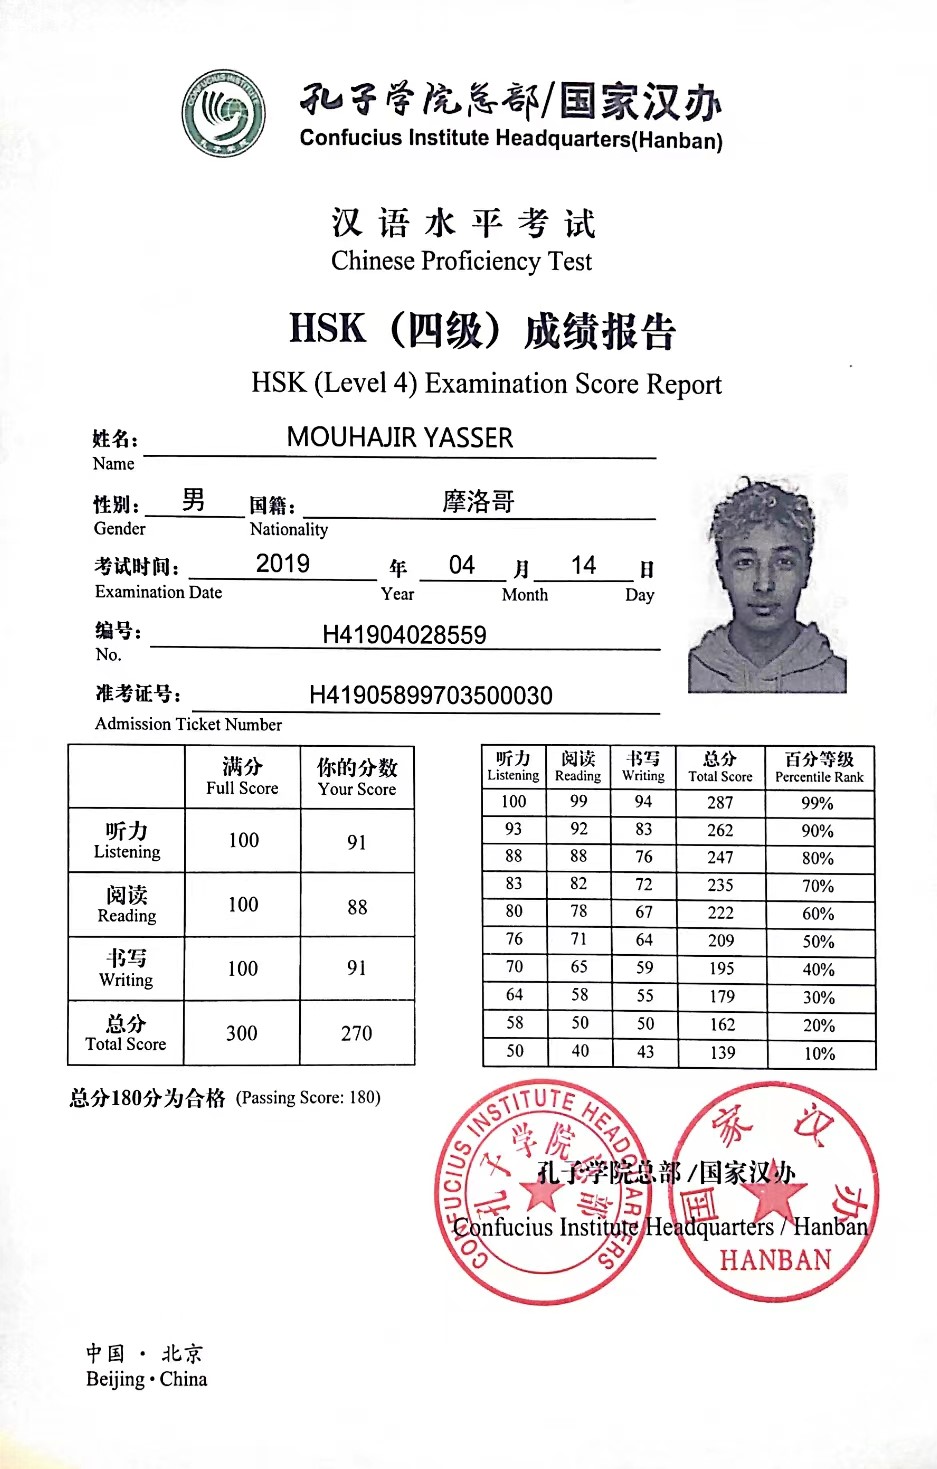 CONFUCIUS INSTITUTE
孔子学院
孔子学院总部/国家汉办
Confucius Institute Headquarters(Hanban)
汉语水平考试
Chinese Proficiency Test
HSK（四级）成绩报告
HSK (Level 4) Examination Score Report
姓名: MOUHAJIR YASSER
Name
性别: 男 国籍: 摩洛哥
Gender Nationality
考试时间: 2019 年 04 月 14 日
Examination Date Year Month Day
编号: H41904028559
No.
准考证号: H41905899703500030
Admission Ticket Number
满分 你的分数
Full Score Your Score
听力 100 91
Listening
阅读 100 88
Reading
书写 100 91
Writing
总分 300 270
Total Score
总分180分为合格 (Passing Score: 180)
听力 阅读 书写 总分 百分等级
Listening Reading Writing Total Score Percentile Rank
100 99 94 287 99%
93 92 83 262 90%
88 88 76 247 80%
83 82 72 235 70%
80 78 67 222 60%
76 71 64 209 50%
70 65 59 195 40%
64 58 55 179 30%
58 50 50 162 20%
50 40 43 139 10%
CONFUCIUS INSTITUTE HEADQUARTERS
孔子学院总部
国家汉办
HANBAN
孔子学院总部/国家汉办
Confucius Institute Headquarters / Hanban
中国·北京
Beijing·China